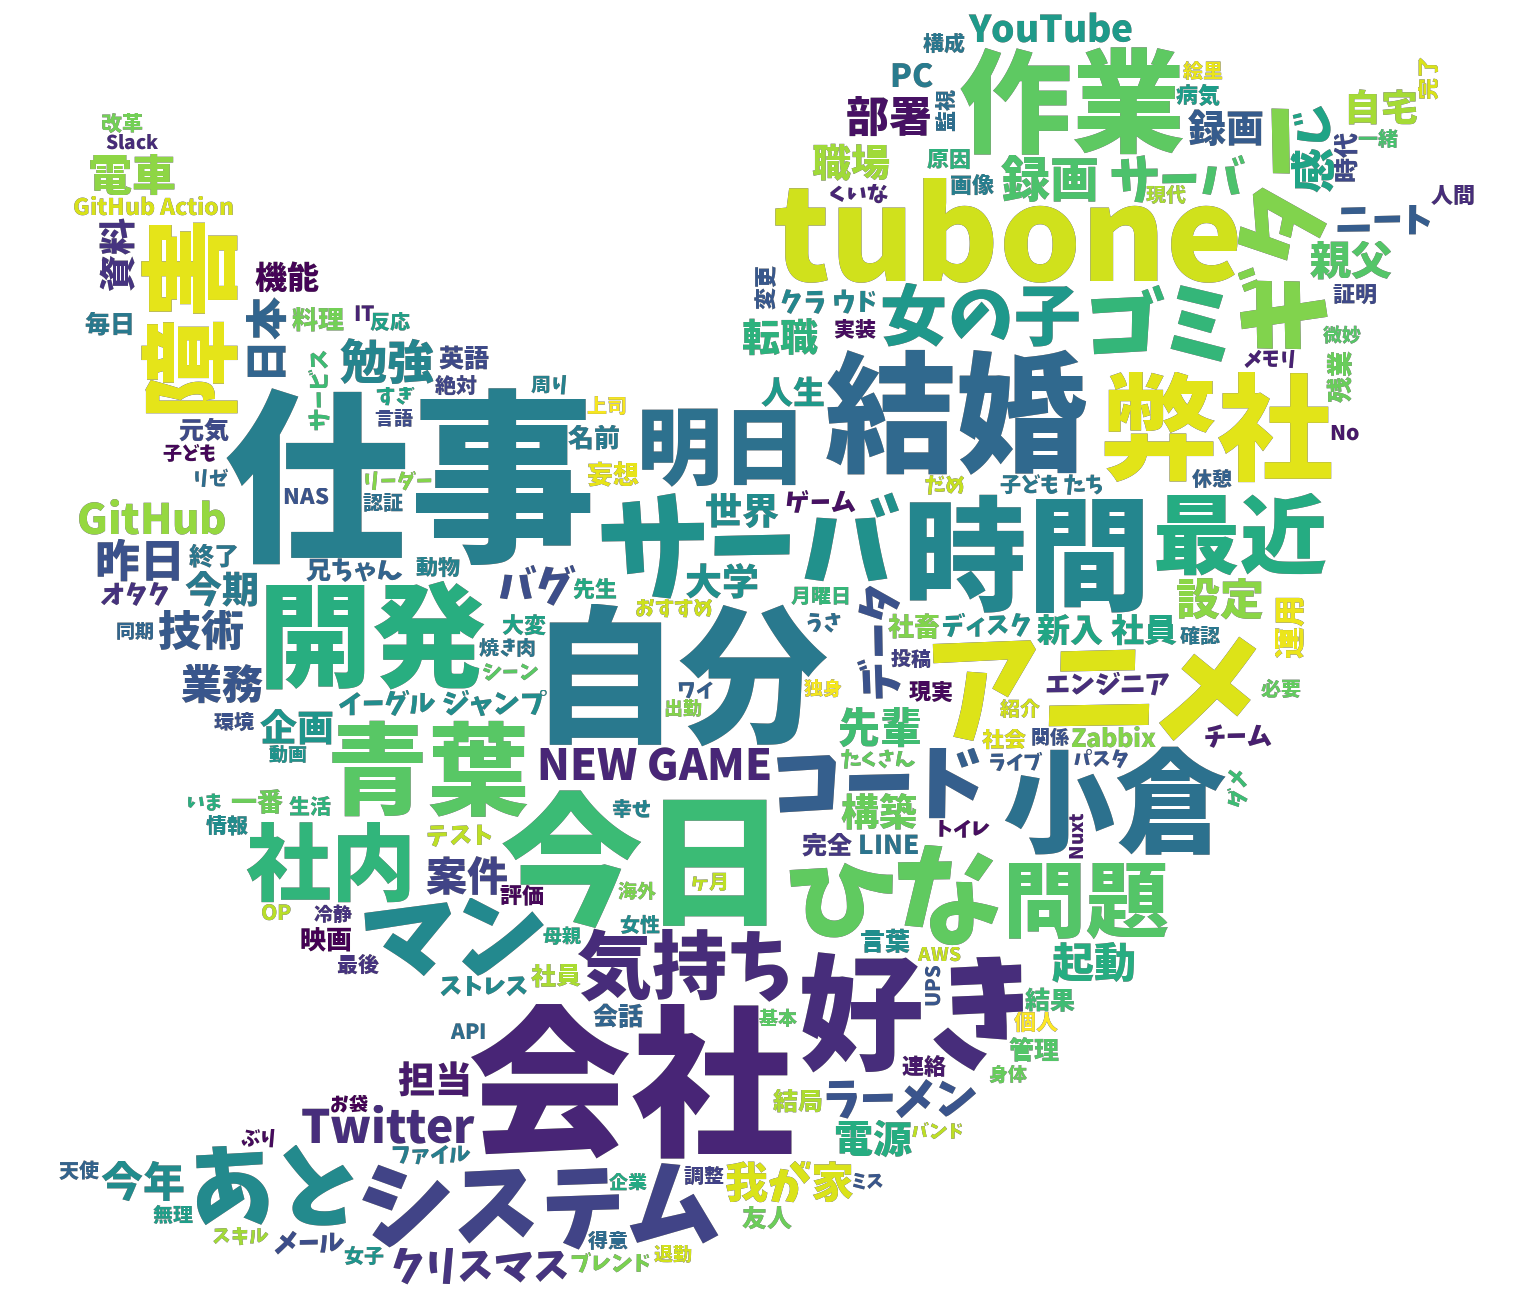 YouTube
構成
PC
作業
絵里
完了
病気
自宅
部署
監視
録画
ギター
感じ
時代
一緒
改革
Slack
電車
GitHub Action
職場
原因
録画 サーバ
画像
くいな
現代
人間
ニート
tubone
親父
資料
障害
機能
変更
クラウド
女の子
ゴミ
証明
毎日
日本
料理
IT
反応
転職
実装
微妙
サービス
勉強
英語
絶対
周り
メモリ
残業
すぎ
言語
人生
結婚
弊社
上司
名前
明日
No
元気
子ども
仕事
リゼ
NAS
リーダー
認証
妄想
だめ
子どもたち
休憩
GitHub
世界
ゲーム
サーバ
時間
最近
昨日
終了
兄ちゃん
動物
バグ
先生
大学
オタク
今期
月曜日
設定
おすすめ
開発
自分
うさ
データ
社畜
ディスク
新入社員
確認
運用
同期
技術
大変
焼き肉
シーン
投稿
アニメ
業務
現実
エンジニア
必要
イーグルジャンプ
ワイ
出勤
独身
紹介
環境
企画
動画
青葉
先輩
社会
関係
Zabbix
チーム
NEW GAME
たくさん
コード
ライブ
パスタ
小倉
ダメ
いま
一番
生活
幸せ
構築
情報
社内
テスト
今日
トイレ
Nuxt
完全
LINE
案件
評価
海外
ヶ月
ひな
問題
OP
冷静
マン
映画
最後
母親
女性
気持ち
言葉
AWS
起動
ストレス
社員
好き
UPS
結果
個人
API
会話
会社
基本
管理
連絡
身体
担当
お袋
Twitter
結局
ラーメン
ぶり
ファイル
電源
バンド
天使
今年
あと
システム
企業
調整
我が家
ミス
無理
友人
スキル
メール
女子
クリスマス
得意
ブレンド
退勤